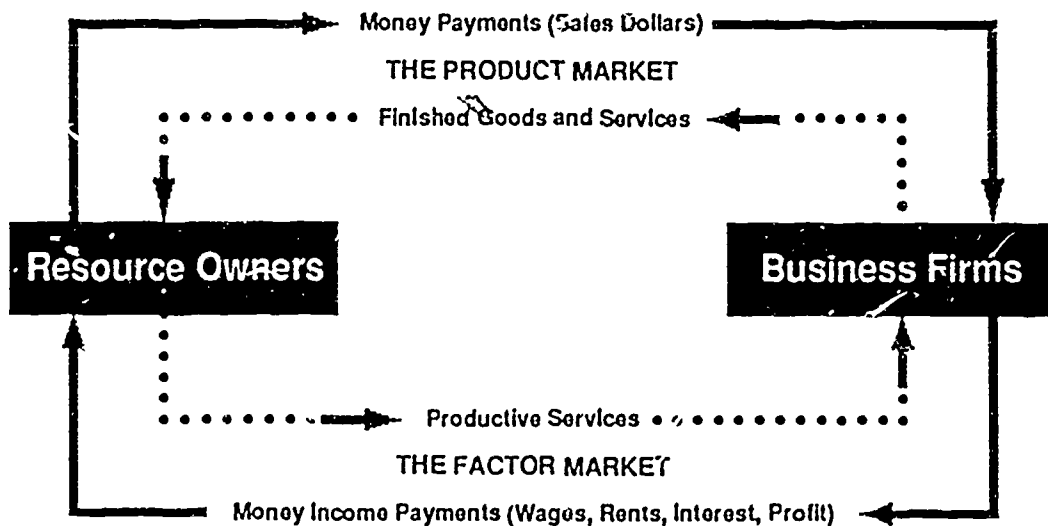 Money Payments (Sales Dollars)
THE PRODUCT MARKET
Finished Goods and Services
Resource Owners
Business Firms
Productive Services
THE FACTOR MARKET
Money Income Payments (Wages, Rents, Interest, Profit)